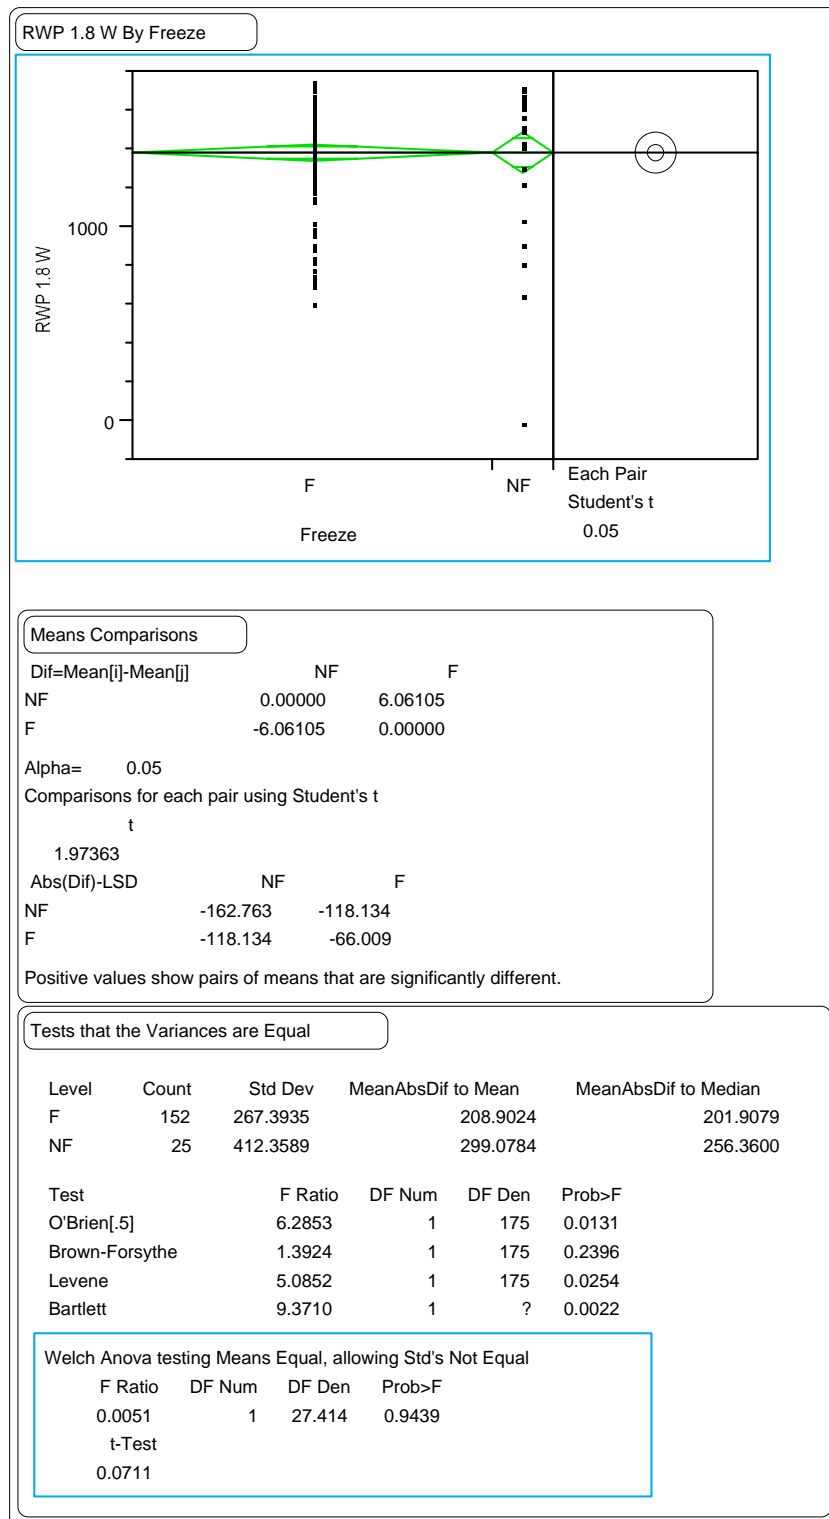 RWP 1.8 W By Freeze
1000
0
RWP 1.8 W
F NF
Freeze
Each Pair
Student's t
0.05
Means Comparisons
Dif=Mean[i]-Mean[j] NF F
NF 0.00000 6.06105
F -6.06105 0.00000
Alpha= 0.05
Comparisons for each pair using Student's t
t
1.97363
Abs(Dif)-LSD NF F
NF -162.763 -118.134
F -118.134 -66.009
Positive values show pairs of means that are significantly different.
Tests that the Variances are Equal
Level Count Std Dev MeanAbsDif to Mean MeanAbsDif to Median
F 152 267.3935 208.9024 201.9079
NF 25 412.3589 299.0784 256.3600
Test F Ratio DF Num DF Den Prob>F
O'Brien[.5] 6.2853 1 175 0.0131
Brown-Forsythe 1.3924 1 175 0.2396
Levene 5.0852 1 175 0.0254
Bartlett 9.3710 1 ? 0.0022
Welch Anova testing Means Equal, allowing Std's Not Equal
F Ratio DF Num DF Den Prob>F
0.0051 1 27.414 0.9439
t-Test
0.0711